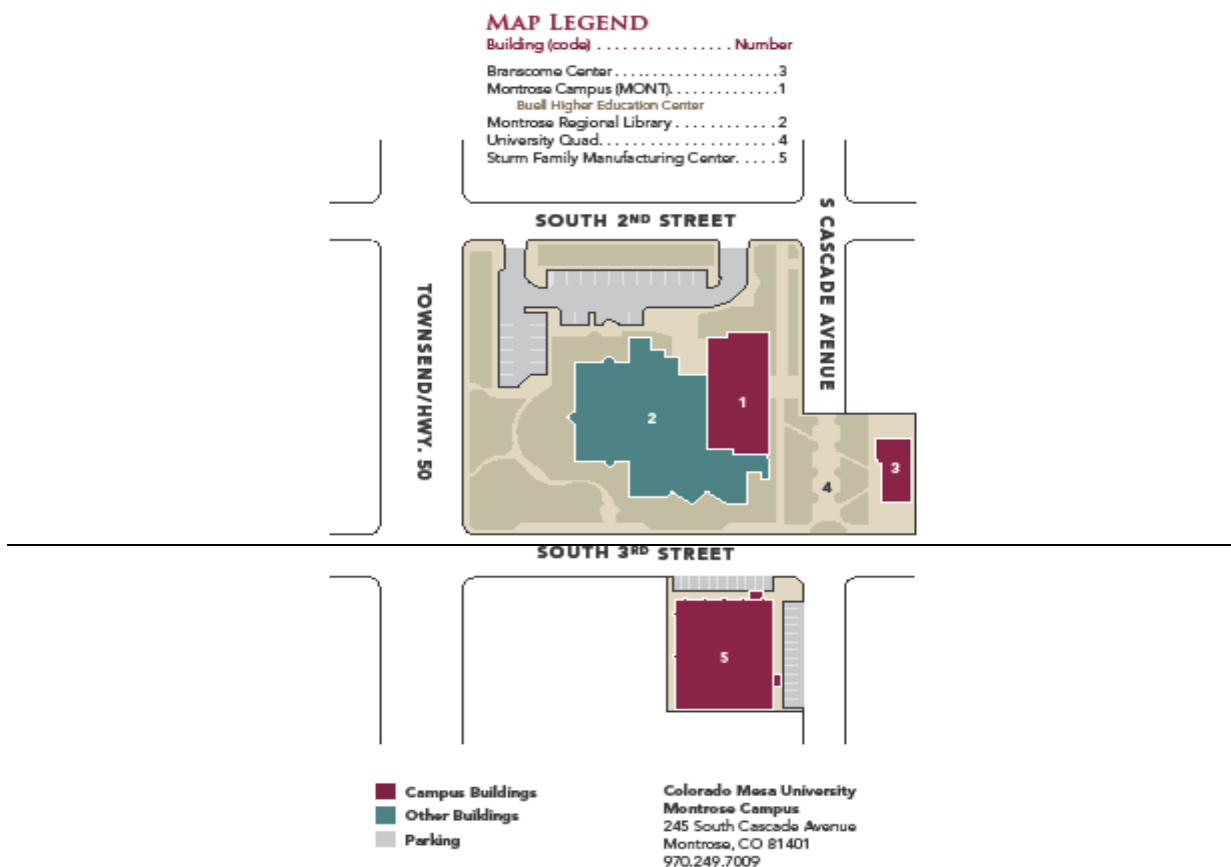 MAP LEGEND
Building (code) . . . . . . . . . . . . . . . . Number
Branscome Center . . . . . . . . . . . . . . . . . . . . . 3
Montrose Campus (MONT). . . . . . . . . . . . . . 1
Buell Higher Education Center
Montrose Regional Library . . . . . . . . . . . . 2
University Quad. . . . . . . . . . . . . . . . . . . . . . . 4
Sturm Family Manufacturing Center. . . . . 5
SOUTH 2ND STREET
S CASCADE AVENUE
TOWNSEND/HWY. 50
1
2
3
4
SOUTH 3RD STREET
5
Campus Buildings
Other Buildings
Parking
Colorado Mesa University
Montrose Campus
245 South Cascade Avenue
Montrose, CO 81401
970.249.7009